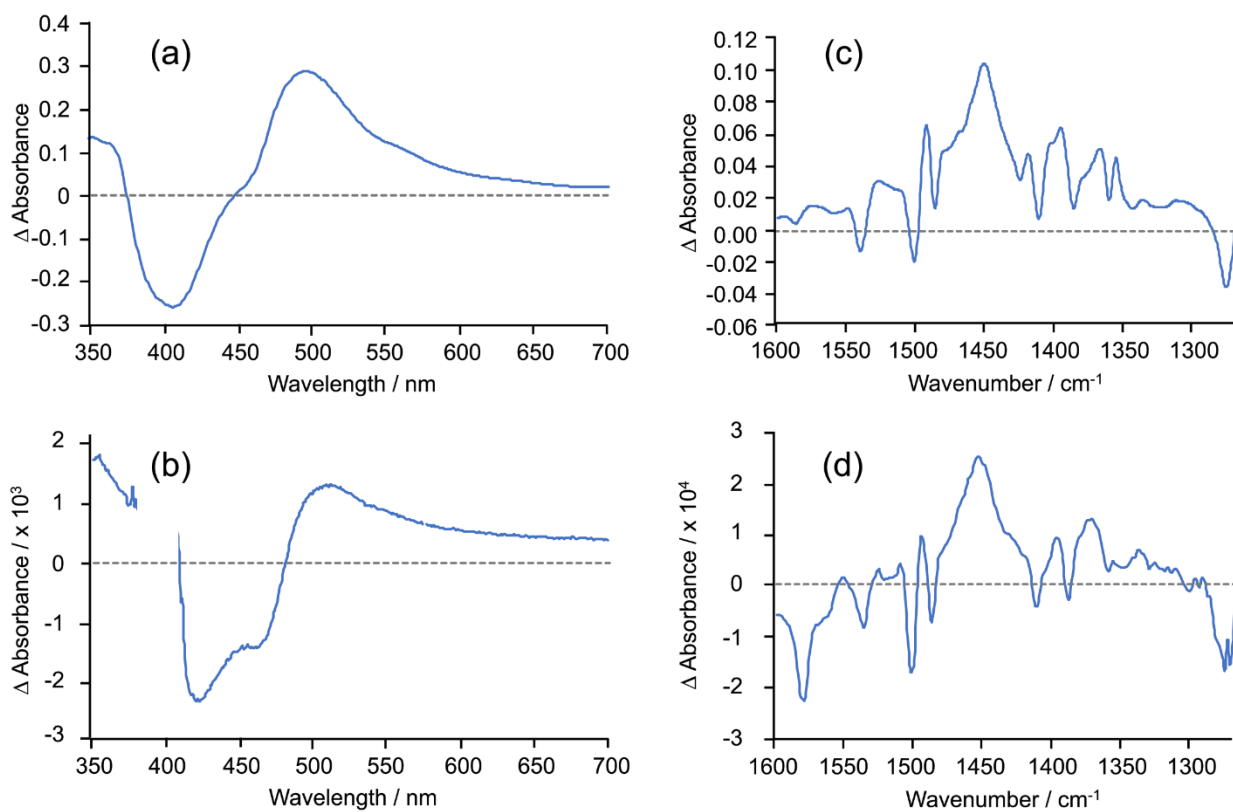 (a)
Δ Absorbance
0.4
0.3
0.2
0.1
0
-0.1
-0.2
-0.3
350 400 450 500 550 600 650 700
Wavelength / nm
(c)
Δ Absorbance
0.12
0.10
0.08
0.06
0.04
0.02
0.00
-0.02
-0.04
-0.06
1600 1550 1500 1450 1400 1350 1300
Wavenumber / cm⁻¹
(b)
Δ Absorbance / x 10³
2
1
0
-1
-2
-3
350 400 450 500 550 600 650 700
Wavelength / nm
(d)
Δ Absorbance / x 10⁴
3
2
1
0
-1
-2
-3
1600 1550 1500 1450 1400 1350 1300
Wavenumber / cm⁻¹